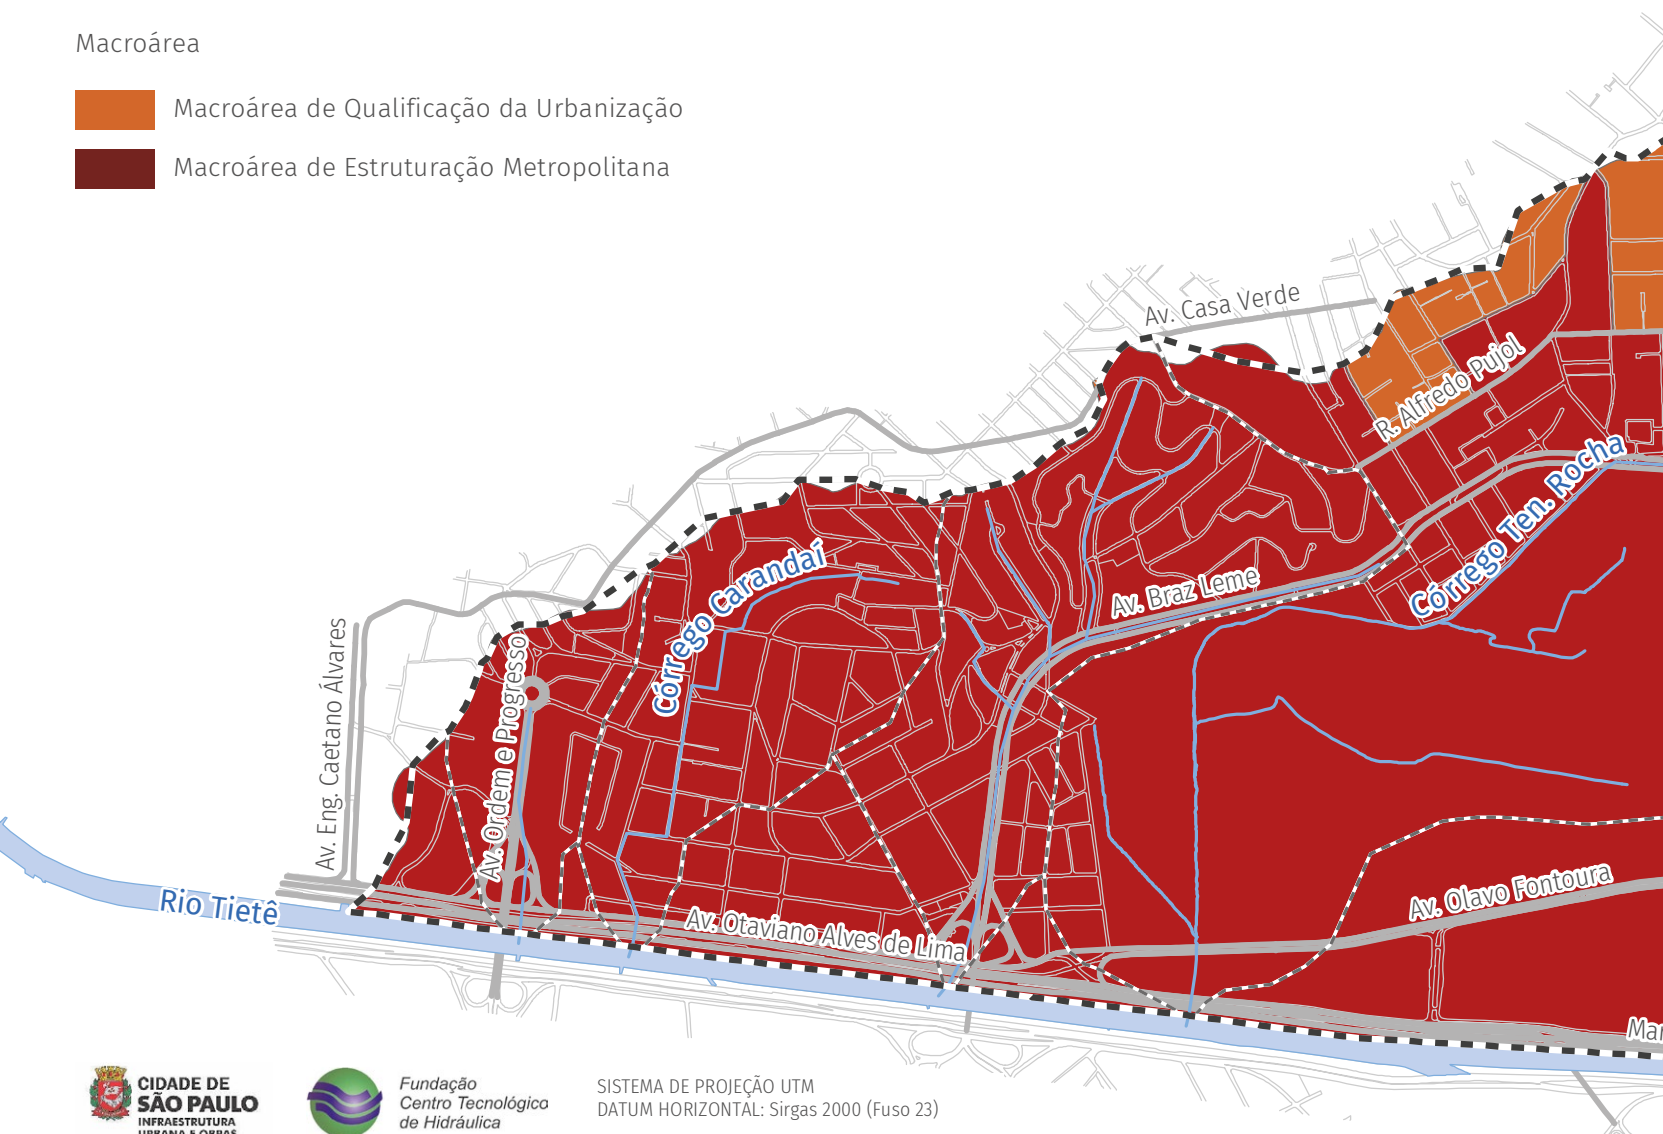 Macroárea
Macroárea de Qualificação da Urbanização
Macroárea de Estruturação Metropolitana
Av. Casa Verde
R. Alfredo Pujol
Córrego Ten. Rocha
Córrego Carandaí
Av. Braz Leme
Av. Eng. Caetano Álvares
Av. Ordem e Progresso
Rio Tietê
Av. Otaviano Alves de Lima
Av. Olavo Fontoura
Mar
CIDADE DE
SÃO PAULO
INFRAESTRUTURA
URBANA E OBRAS
Fundação
Centro Tecnológico
de Hidráulica
SISTEMA DE PROJEÇÃO UTM
DATUM HORIZONTAL: Sirgas 2000 (Fuso 23)